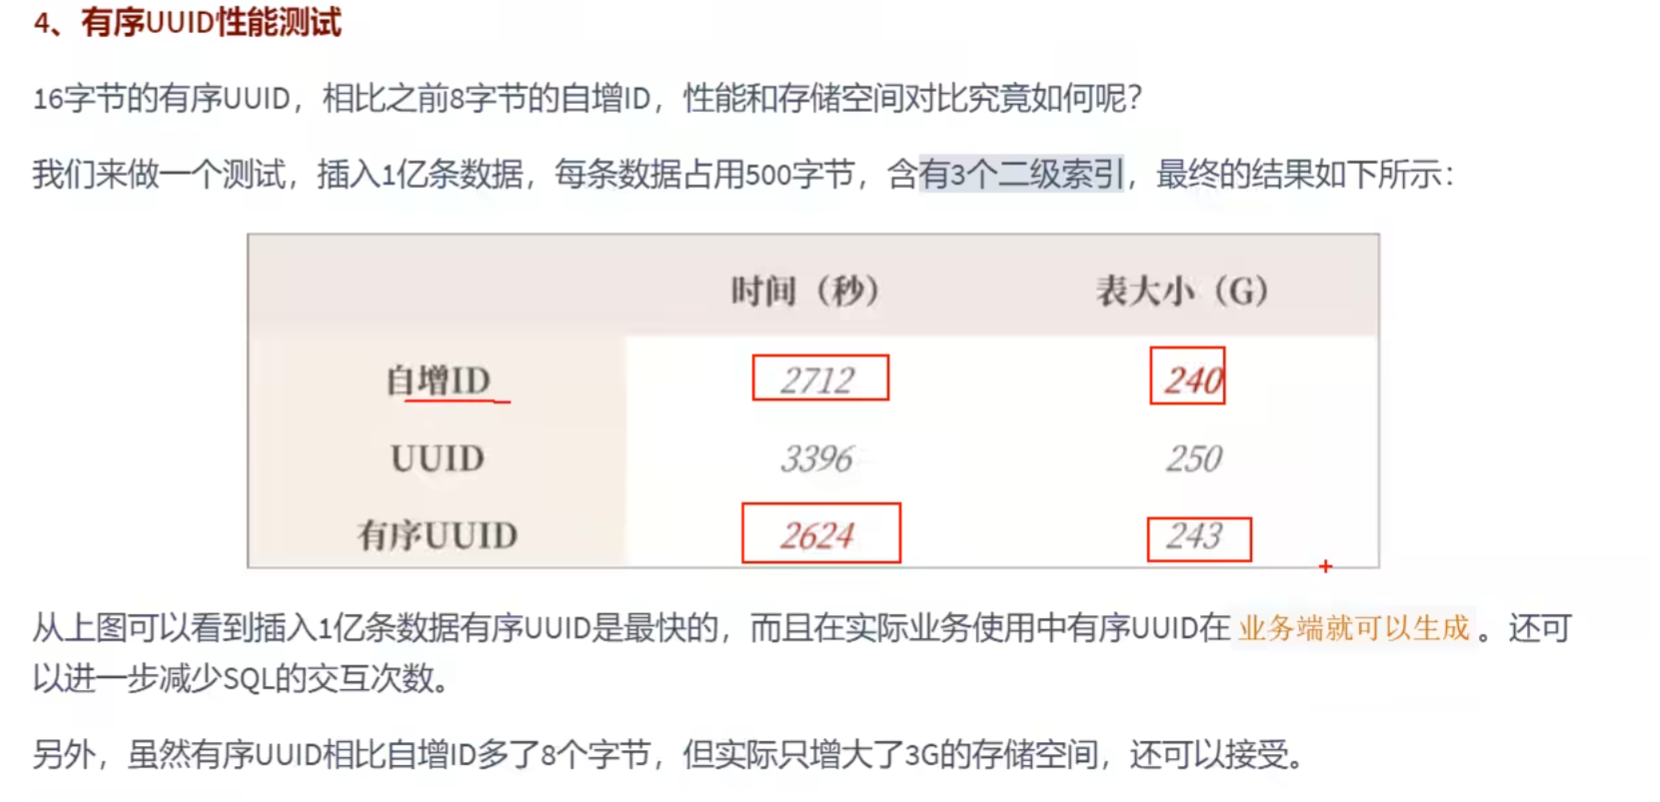 4、有序UUID性能测试
16字节的有序UUID，相比之前8字节的自增ID，性能和存储空间对比究竟如何呢？
我们来做一个测试，插入1亿条数据，每条数据占用500字节，含有3个二级索引，最终的结果如下所示：
时间（秒） 表大小（G）
自增ID 2712 240
UUID 3396 250
有序UUID 2624 243
从上图可以看到插入1亿条数据有序UUID是最快的，而且在实际业务使用中有序UUID在 业务端就可以生成 。还可
以进一步减少SQL的交互次数。
另外，虽然有序UUID相比自增ID多了8个字节，但实际只增大了3G的存储空间，还可以接受。